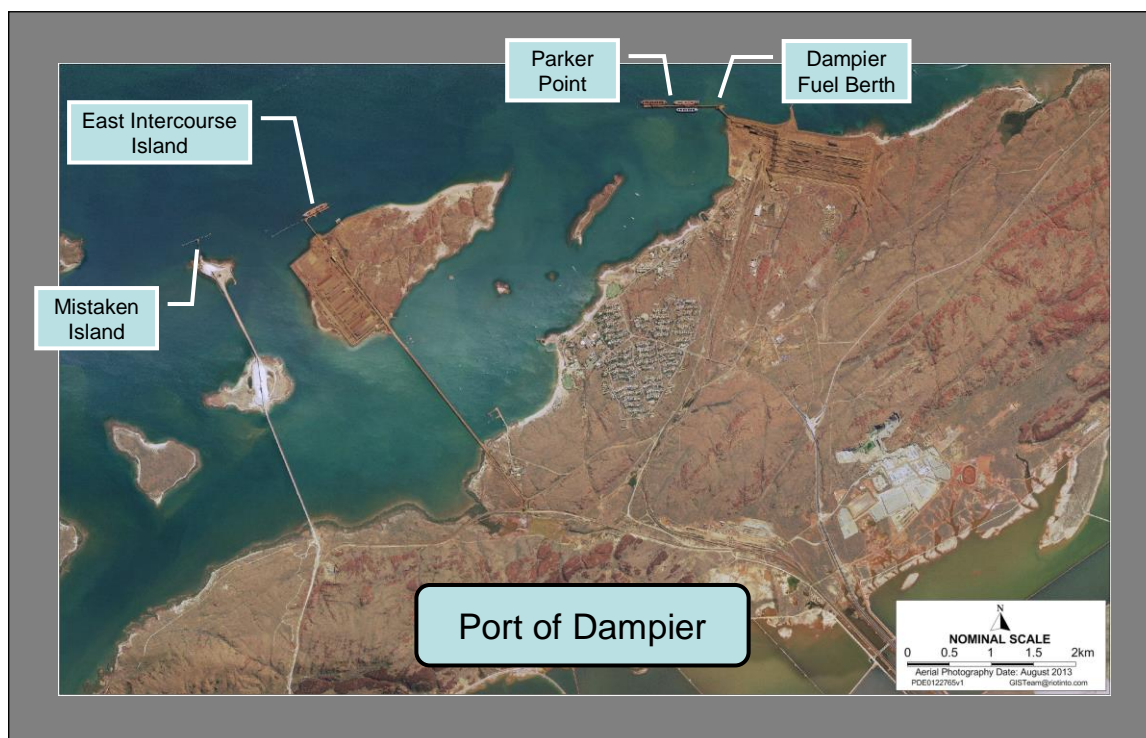 Parker
Point
Dampier
Fuel Berth
East Intercourse
Island
Mistaken
Island
Port of Dampier
N
NOMINAL SCALE
0 0.5 1 1.5 2km
Aerial Photography Date: August 2013
PDE0122765v1 GISTeam@riotinto.com